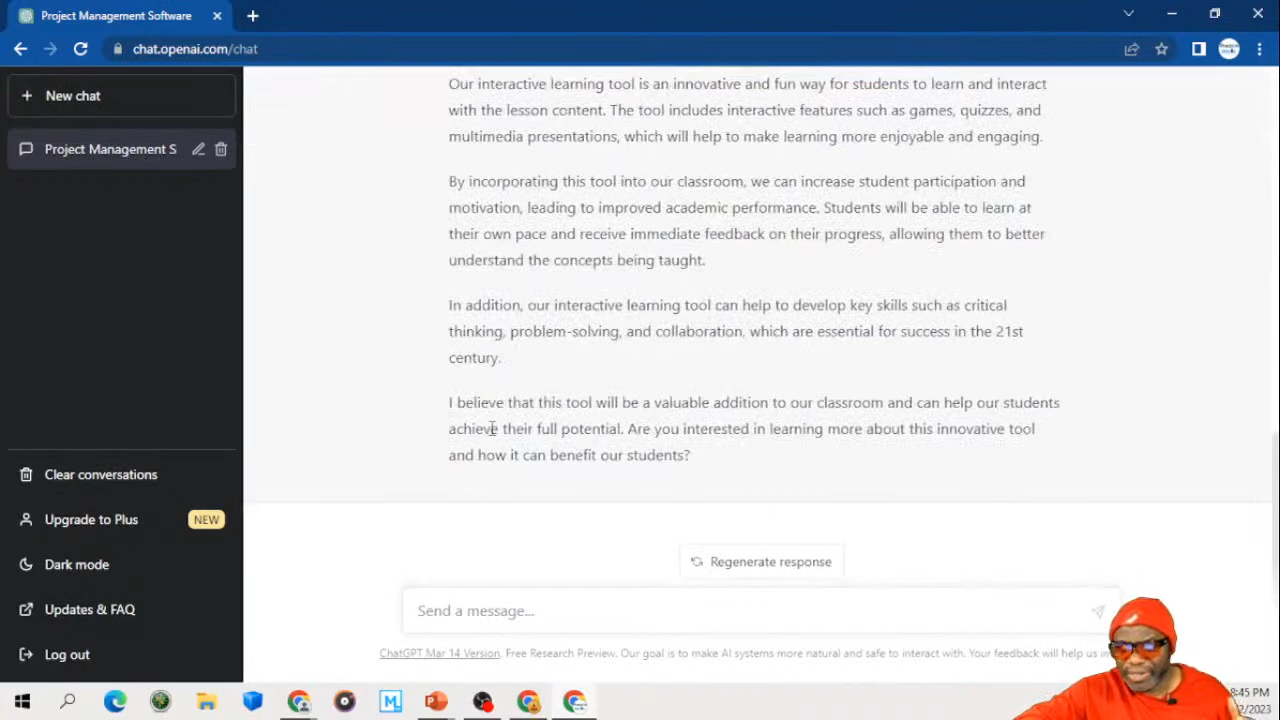 Project Management Software
chat.openai.com/chat
New chat
Project Management S
Our interactive learning tool is an innovative and fun way for students to learn and interact
with the lesson content. The tool includes interactive features such as games, quizzes, and
multimedia presentations, which will help to make learning more enjoyable and engaging.
By incorporating this tool into our classroom, we can increase student participation and
motivation, leading to improved academic performance. Students will be able to learn at
their own pace and receive immediate feedback on their progress, allowing them to better
understand the concepts being taught.
In addition, our interactive learning tool can help to develop key skills such as critical
thinking, problem-solving, and collaboration, which are essential for success in the 21st
century.
I believe that this tool will be a valuable addition to our classroom and can help our students
achieve their full potential. Are you interested in learning more about this innovative tool
and how it can benefit our students?
Clear conversations
Upgrade to Plus
NEW
Dark mode
Updates & FAQ
Log out
Regenerate response
Send a message...
ChatGPT Mar 14 Version. Free Research Preview. Our goal is to make AI systems more natural and safe to interact with. Your feedback will help us
8:45 PM
/2023